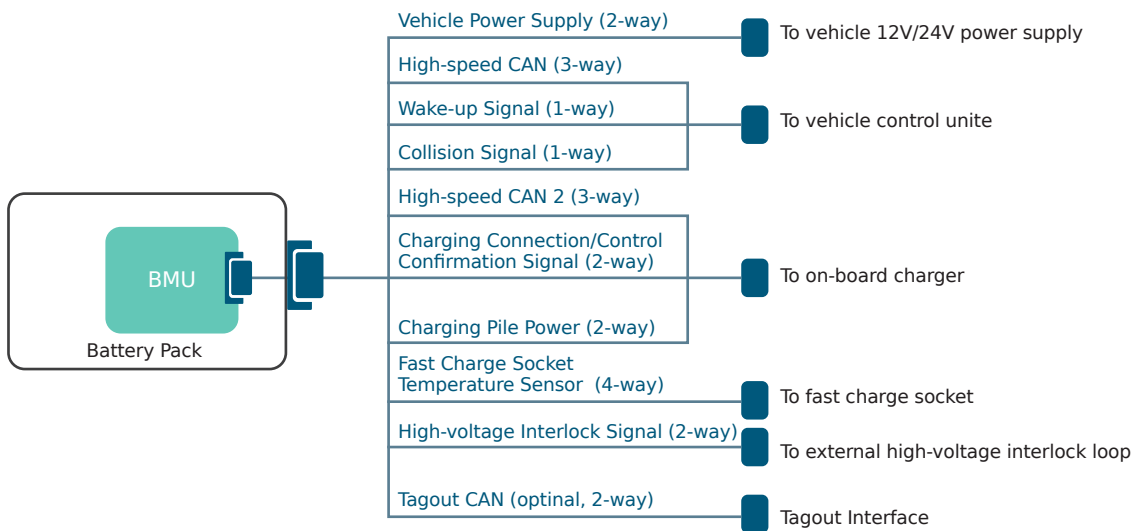 Vehicle Power Supply (2-way)
To vehicle 12V/24V power supply
High-speed CAN (3-way)
Wake-up Signal (1-way)
To vehicle control unite
Collision Signal (1-way)
High-speed CAN 2 (3-way)
Charging Connection/Control
Confirmation Signal (2-way)
To on-board charger
BMU
Charging Pile Power (2-way)
Battery Pack
Fast Charge Socket
Temperature Sensor (4-way)
To fast charge socket
High-voltage Interlock Signal (2-way)
To external high-voltage interlock loop
Tagout CAN (optinal, 2-way)
Tagout Interface